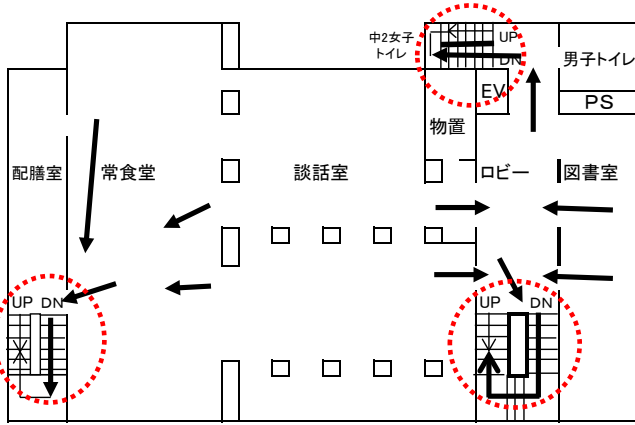 中2女子
トイレ
UP
DN
男子トイレ
EV
PS
物置
配膳室
常食堂
談話室
ロビー
図書室
UP DN
UP DN